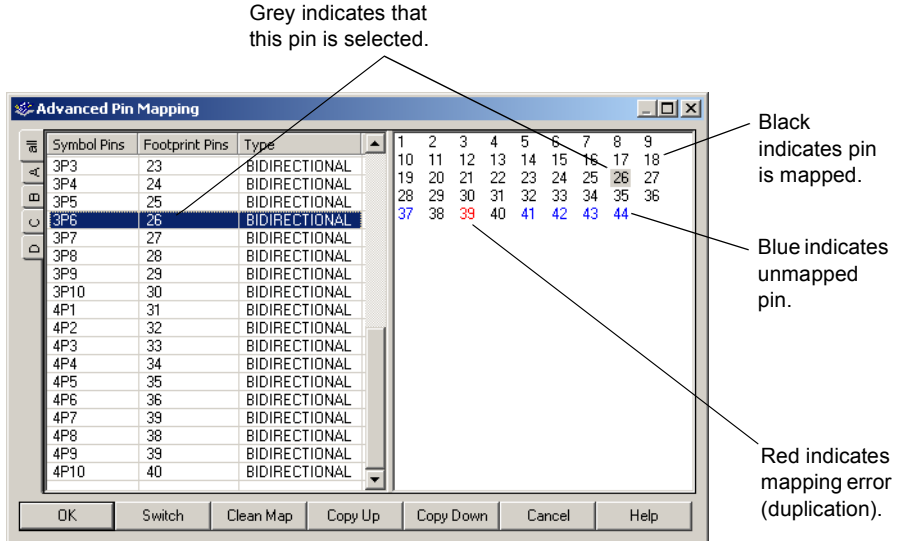 Grey indicates that
this pin is selected.
Advanced Pin Mapping
all
A
B
C
D
Symbol Pins Footprint Pins Type
3P3 23 BIDIRECTIONAL
3P4 24 BIDIRECTIONAL
3P5 25 BIDIRECTIONAL
3P6 26 BIDIRECTIONAL
3P7 27 BIDIRECTIONAL
3P8 28 BIDIRECTIONAL
3P9 29 BIDIRECTIONAL
3P10 30 BIDIRECTIONAL
4P1 31 BIDIRECTIONAL
4P2 32 BIDIRECTIONAL
4P3 33 BIDIRECTIONAL
4P4 34 BIDIRECTIONAL
4P5 35 BIDIRECTIONAL
4P6 36 BIDIRECTIONAL
4P7 39 BIDIRECTIONAL
4P8 38 BIDIRECTIONAL
4P9 39 BIDIRECTIONAL
4P10 40 BIDIRECTIONAL
1 2 3 4 5 6 7 8 9
10 11 12 13 14 15 16 17 18
19 20 21 22 23 24 25 26 27
28 29 30 31 32 33 34 35 36
37 38 39 40 41 42 43 44
OK Switch Clean Map Copy Up Copy Down Cancel Help
Black
indicates pin
is mapped.
Blue indicates
unmapped
pin.
Red indicates
mapping error
(duplication).